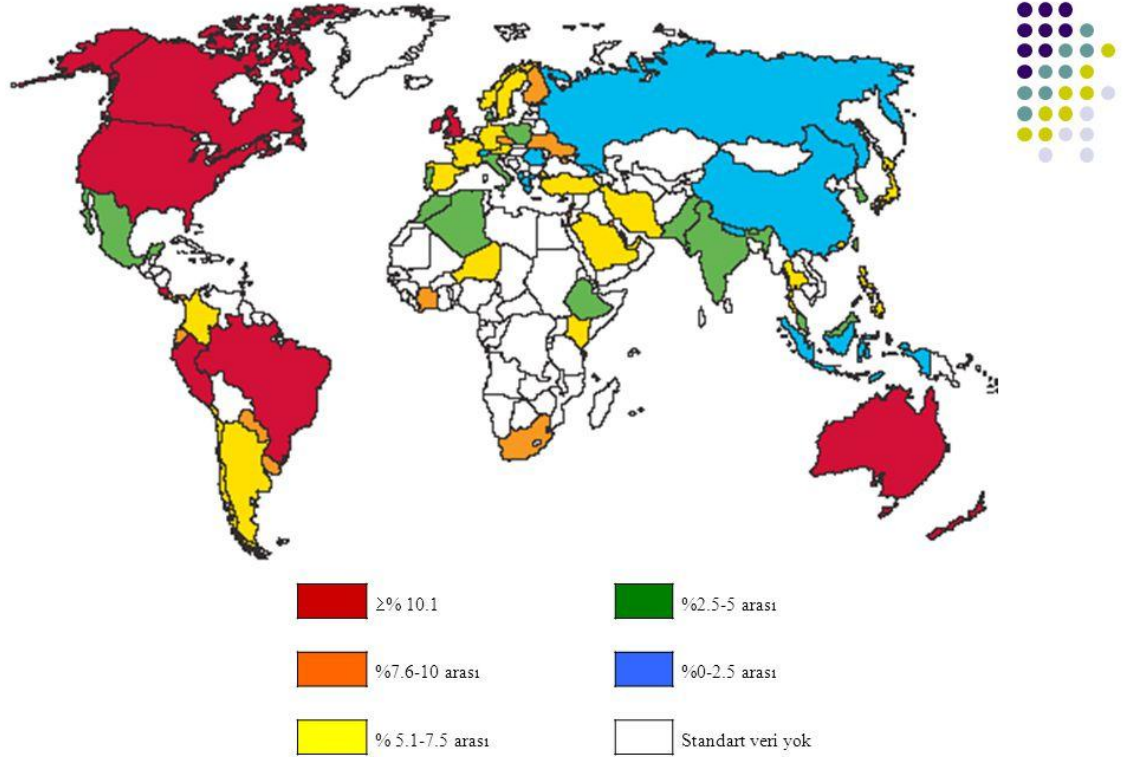 ≥% 10.1
%7.6-10 arası
% 5.1-7.5 arası
%2.5-5 arası
%0-2.5 arası
Standart veri yok